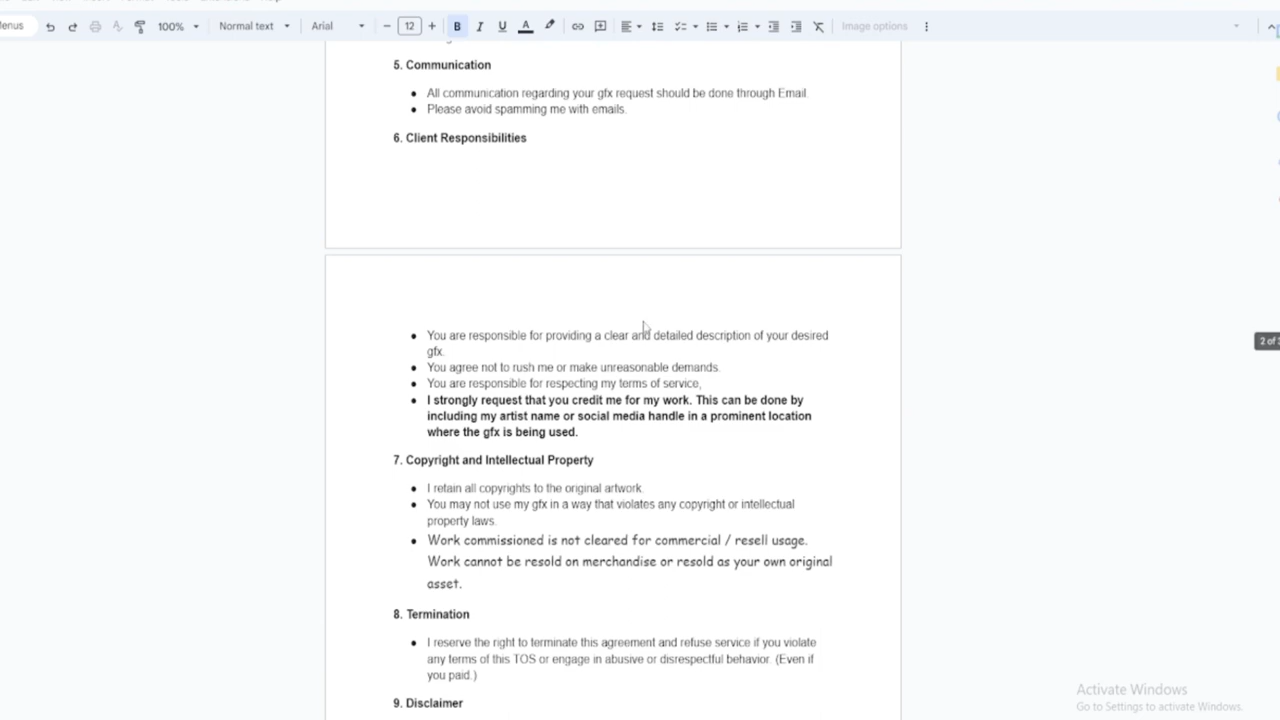 100%
Normal text
Arial
12
B
I
U
A
Image options
5. Communication
● All communication regarding your gfx request should be done through Email.
● Please avoid spamming me with emails.
6. Client Responsibilities
● You are responsible for providing a clear and detailed description of your desired
gfx.
2 of
● You agree not to rush me or make unreasonable demands.
● You are responsible for respecting my terms of service,
● I strongly request that you credit me for my work. This can be done by
including my artist name or social media handle in a prominent location
where the gfx is being used.
7. Copyright and Intellectual Property
● I retain all copyrights to the original artwork.
● You may not use my gfx in a way that violates any copyright or intellectual
property laws.
● Work commissioned is not cleared for commercial / resell usage.
Work cannot be resold on merchandise or resold as your own original
asset.
8. Termination
● I reserve the right to terminate this agreement and refuse service if you violate
any terms of this TOS or engage in abusive or disrespectful behavior. (Even if
you paid.)
9. Disclaimer
Activate Windows
Go to Settings to activate Windows.